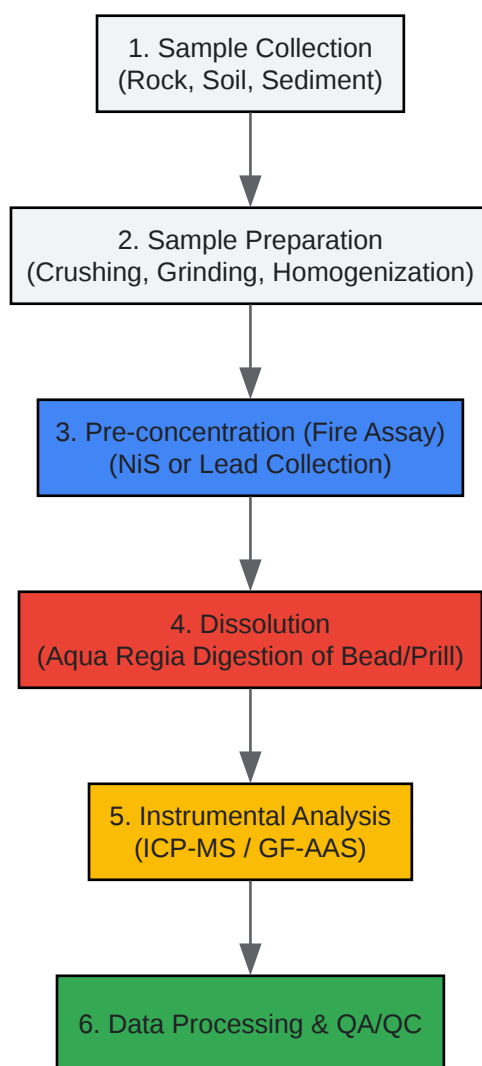 1. Sample Collection
(Rock, Soil, Sediment)
2. Sample Preparation
(Crushing, Grinding, Homogenization)
3. Pre-concentration (Fire Assay)
(NiS or Lead Collection)
4. Dissolution
(Aqua Regia Digestion of Bead/Prill)
5. Instrumental Analysis
(ICP-MS / GF-AAS)
6. Data Processing & QA/QC